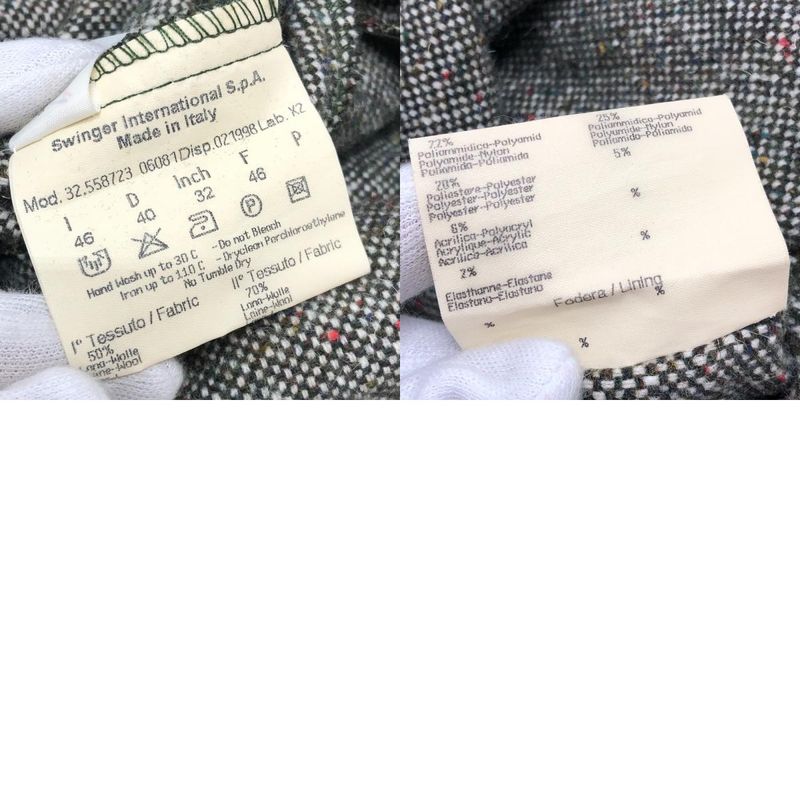 Swinger International S.p.A.
Made in Italy
Mod. 32.558723 06081 Disp.021998 Lab. X2
I D Inch F P
46 40 32 46
P
Hand Wash up to 30 C - Do not Bleach
Iron up to 110 C - Dryclean Perchloroethylene
No Tumble Dry
I° Tessuto / Fabric
50%
Lana-Wolle
Laine-Wool
II° Tessuto / Fabric
70%
Lana-Wolle
Laine-Wool
22%
Poliammidica-Polyamid
Polyamide-Nylon
Poliamida-Poliamida
20%
Poliestere-Polyester
Polyester-Polyester
Polyester-Polyester
6%
Acrilica-Polyacryl
Acrylique-Acrylic
Acrilica-Acrilica
2%
Elasthanne-Elastane
Elastano-Elastano
%
25%
Poliammidica-Polyamid
Polyamide-Nylon
Poliamida-Poliamida
5%
%
%
Fodera / Lining
%
%